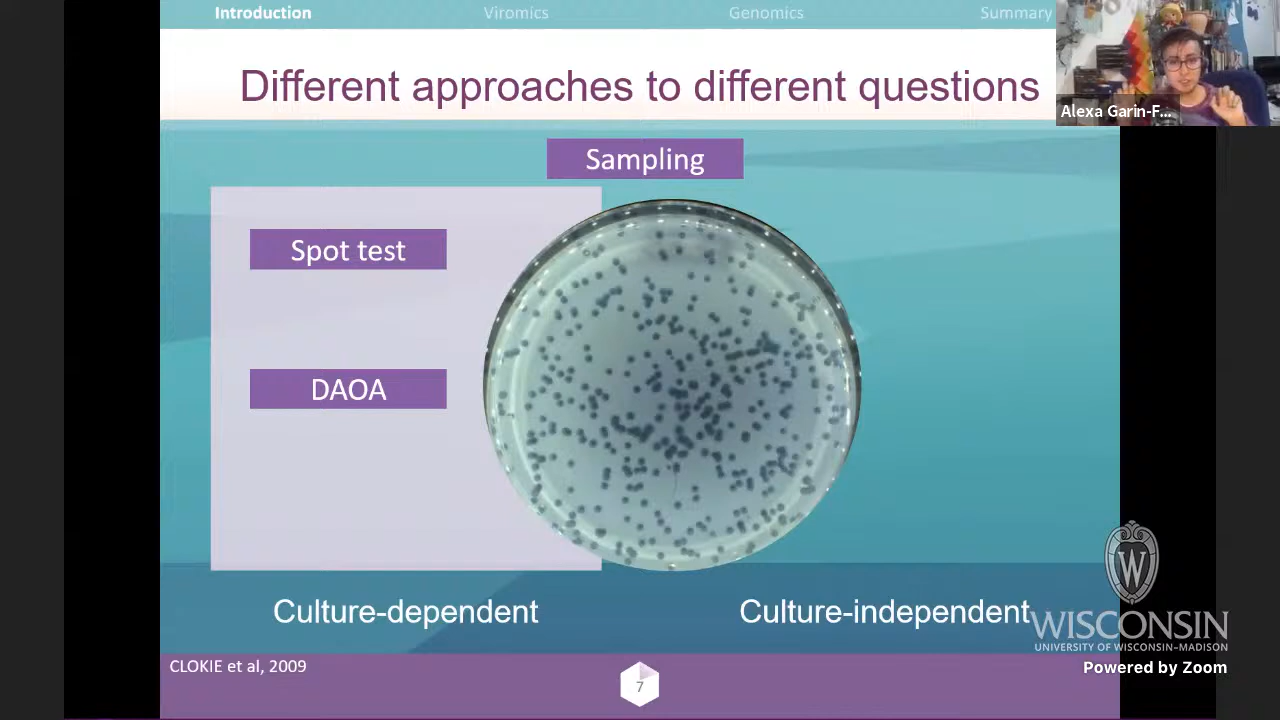 Introduction
Viromics
Genomics
Summary
Different approaches to different questions
Alexa Garin-F...
Sampling
Spot test
DAOA
Culture-dependent
Culture-independent
W
WISCONSIN
UNIVERSITY OF WISCONSIN–MADISON
Powered by Zoom
CLOKIE et al, 2009
7